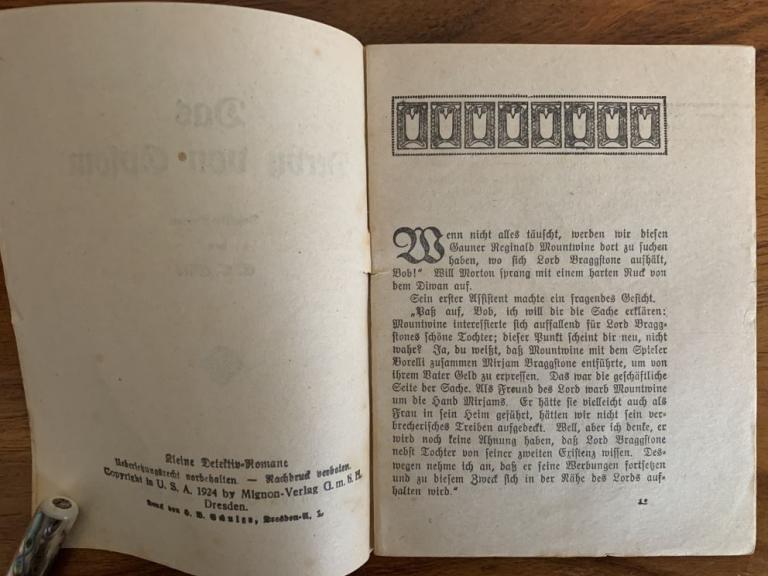 Kleine Detektiv-Romane
Uebersetzungsrecht vorbehalten. — Nachdruck verboten.
Copyright in U. S. A. 1924 by Mignon-Verlag G. m. b. H.
Dresden.
Druck von H. B. Schulze, Dresden-A. 1.
Wenn nicht alles täuscht, werden wir diesen
Gauner Reginald Mountwine dort zu suchen
haben, wo sich Lord Braggstone aufhält,
Bob!“ Will Morton sprang mit einem harten Ruck von
dem Diwan auf.
Sein erster Assistent machte ein fragendes Gesicht.
„Paß auf, Bob, ich will dir die Sache erklären:
Mountwine interessierte sich auffallend für Lord Bragg-
stones schöne Tochter; dieser Punkt scheint dir neu, nicht
wahr? Ja, du weißt, daß Mountwine mit dem Spieler
Borelli zusammen Mirjam Braggstone entführte, um von
ihrem Vater Geld zu erpressen. Das war die geschäftliche
Seite der Sache. Als Freund des Lord warb Mountwine
um die Hand Mirjams. Er hätte sie vielleicht auch als
Frau in sein Heim geführt, hätten wir nicht sein ver-
brecherisches Treiben aufgedeckt. Well, aber ich denke, er
wird noch keine Ahnung haben, daß Lord Braggstone
nebst Tochter von seiner zweiten Existenz wissen. Des-
wegen nehme ich an, daß er seine Werbungen fortsetzen
und zu diesem Zweck sich in der Nähe des Lords auf-
halten wird.“
1*